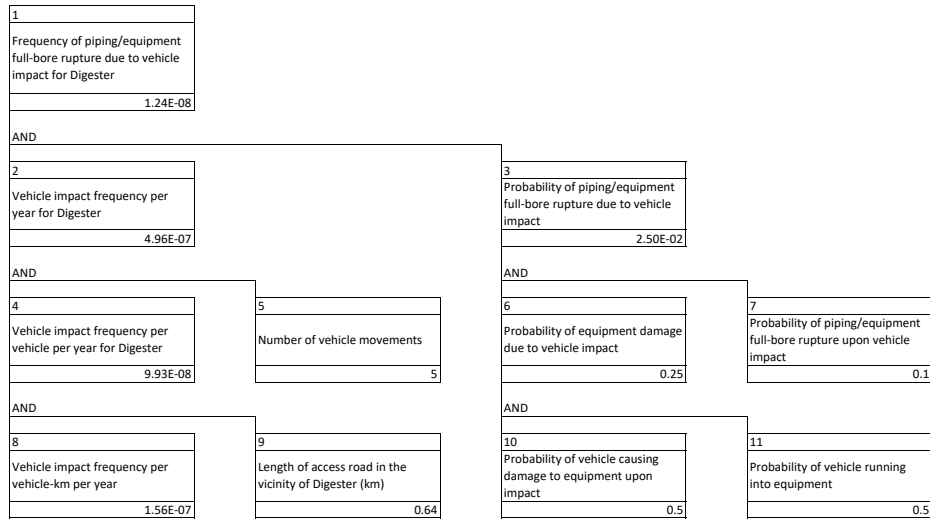 1
Frequency of piping/equipment
full-bore rupture due to vehicle
impact for Digester
1.24E-08
AND
2
Vehicle impact frequency per
year for Digester
4.96E-07
3
Probability of piping/equipment
full-bore rupture due to vehicle
impact
2.50E-02
AND
AND
4
Vehicle impact frequency per
vehicle per year for Digester
9.93E-08
5
Number of vehicle movements
5
6
Probability of equipment damage
due to vehicle impact
0.25
7
Probability of piping/equipment
full-bore rupture upon vehicle
impact
0.1
AND
AND
8
Vehicle impact frequency per
vehicle-km per year
1.56E-07
9
Length of access road in the
vicinity of Digester (km)
0.64
10
Probability of vehicle causing
damage to equipment upon
impact
0.5
11
Probability of vehicle running
into equipment
0.5